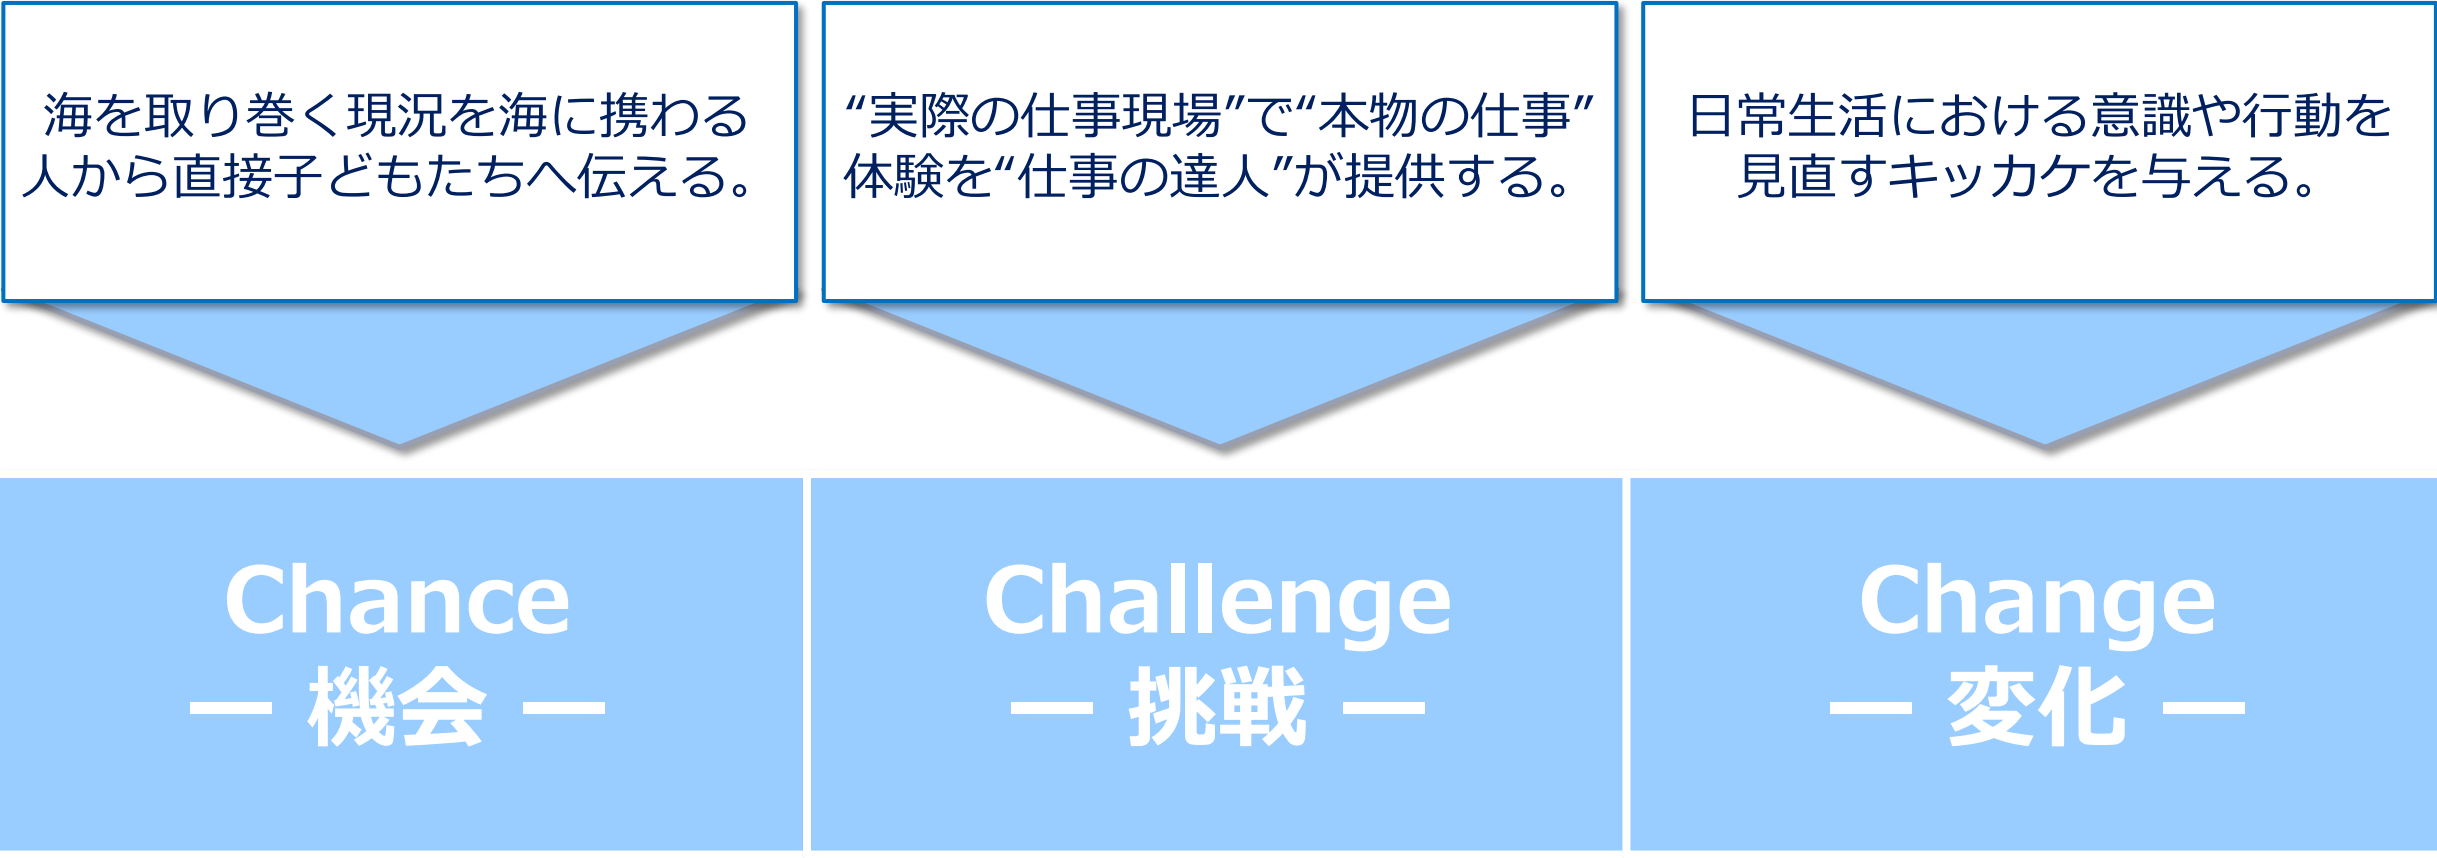 海を取り巻く現況を海に携わる
人から直接子どもたちへ伝える。
“実際の仕事現場”で“本物の仕事”
体験を“仕事の達人”が提供する。
日常生活における意識や行動を
見直すキッカケを与える。
Chance
― 機会 ―
Challenge
― 挑戦 ―
Change
― 変化 ―